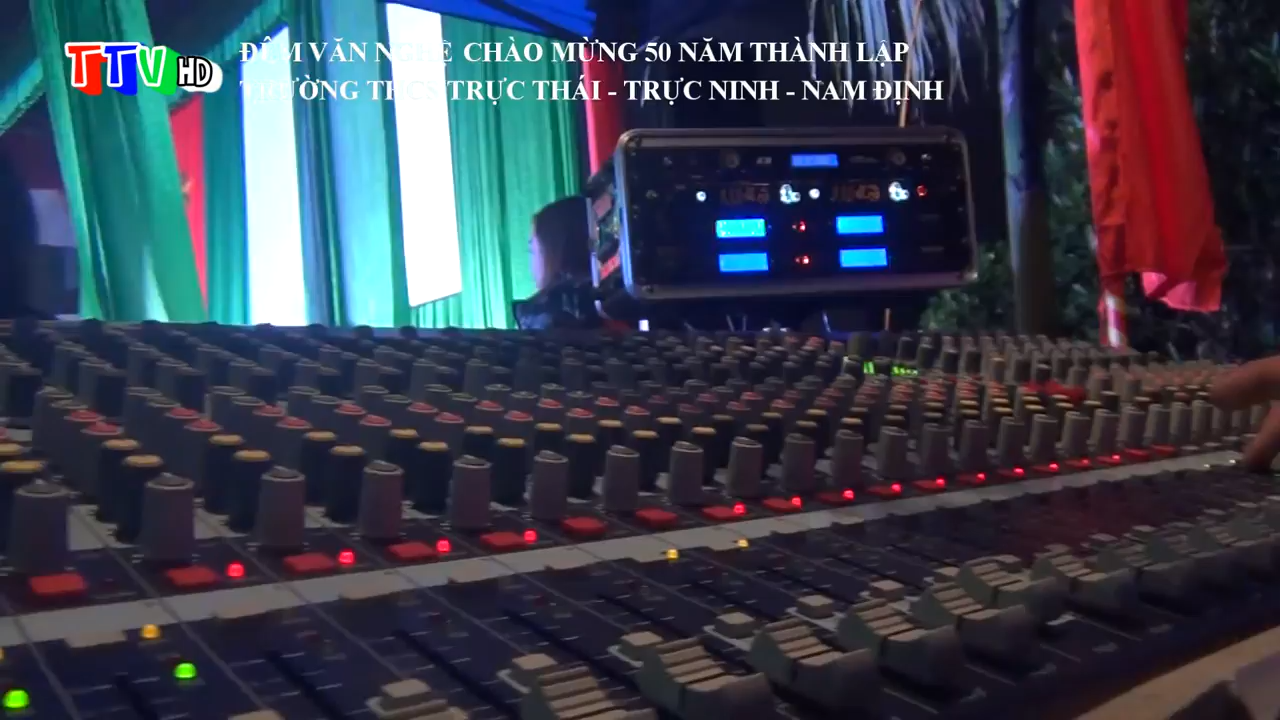 TTV HD
ĐÊM VĂN NGHỆ CHÀO MỪNG 50 NĂM THÀNH LẬP
TRƯỜNG THCS TRỰC THÁI - TRỰC NINH - NAM ĐỊNH